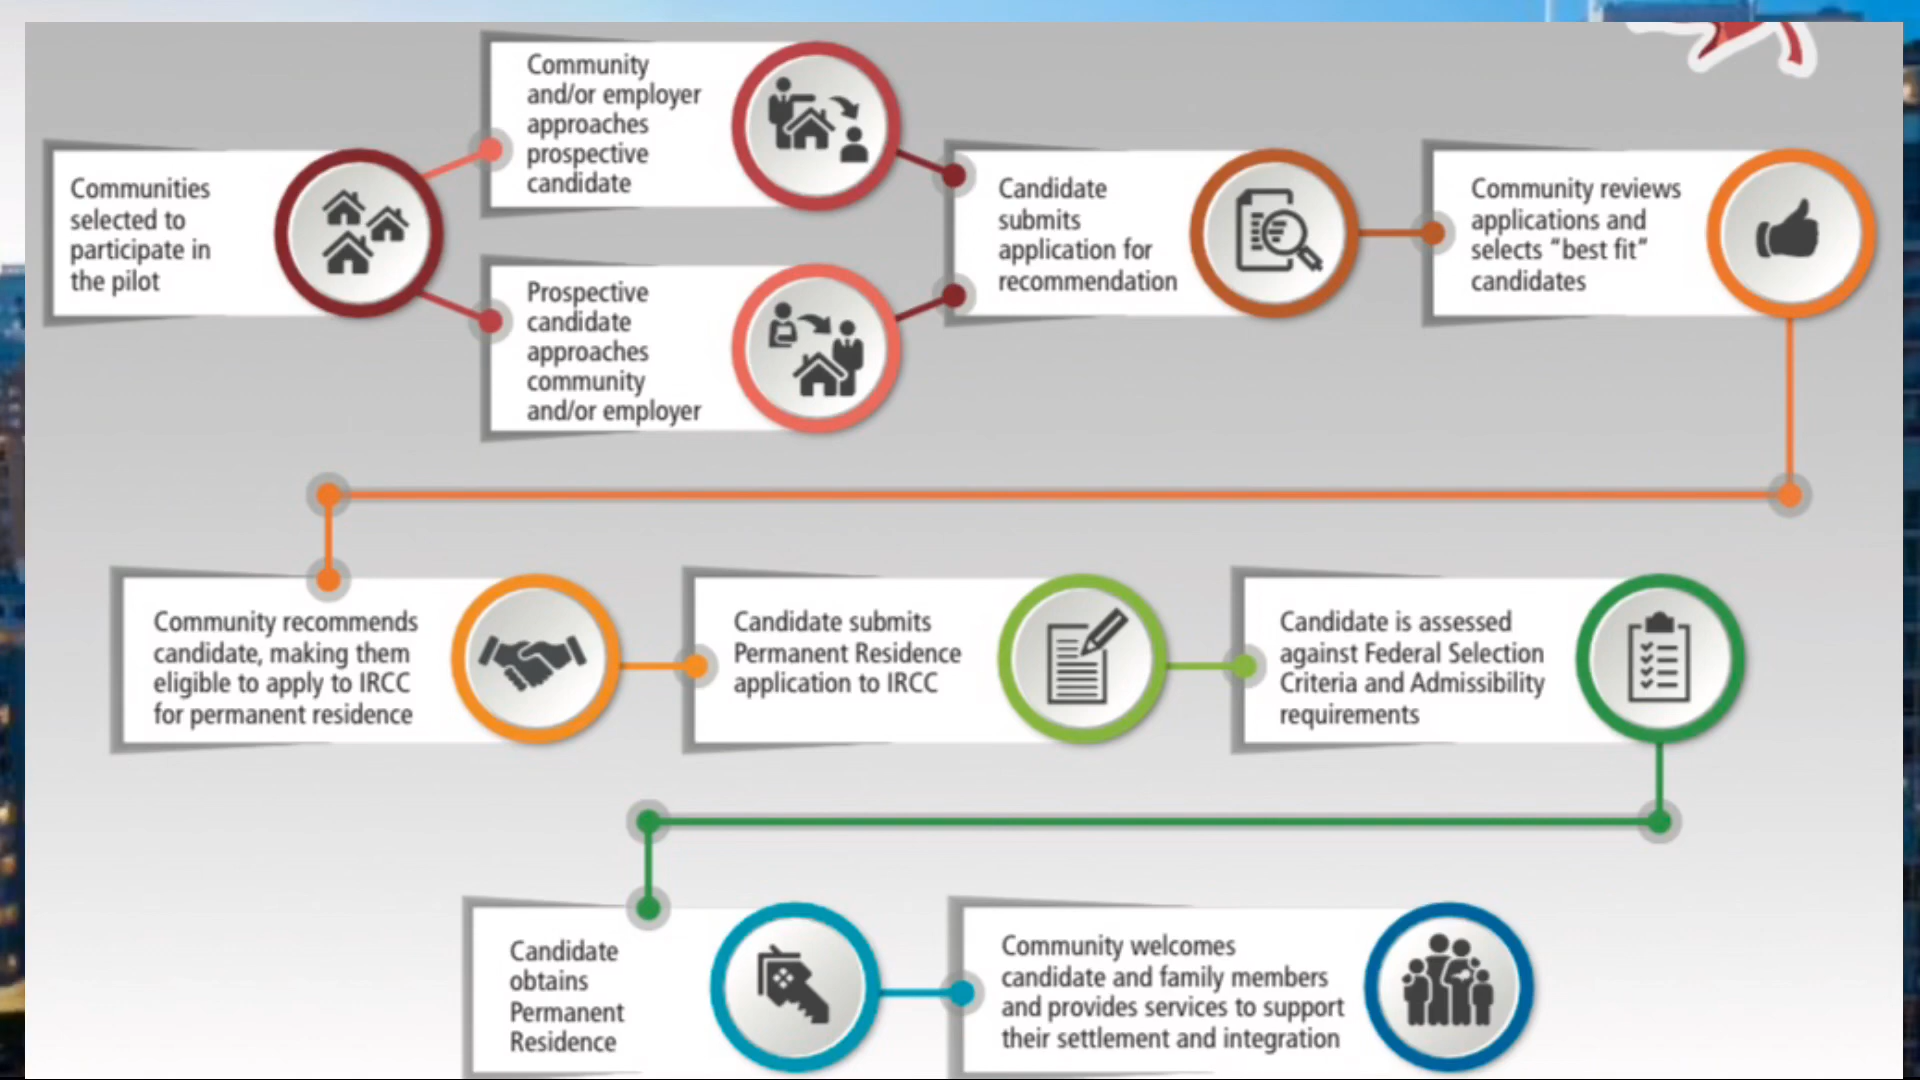 Communities
selected to
participate in
the pilot
Community
and/or employer
approaches
prospective
candidate
Prospective
candidate
approaches
community
and/or employer
Candidate
submits
application for
recommendation
Community reviews
applications and
selects "best fit"
candidates
Community recommends
candidate, making them
eligible to apply to IRCC
for permanent residence
Candidate submits
Permanent Residence
application to IRCC
Candidate is assessed
against Federal Selection
Criteria and Admissibility
requirements
Candidate
obtains
Permanent
Residence
Community welcomes
candidate and family members
and provides services to support
their settlement and integration